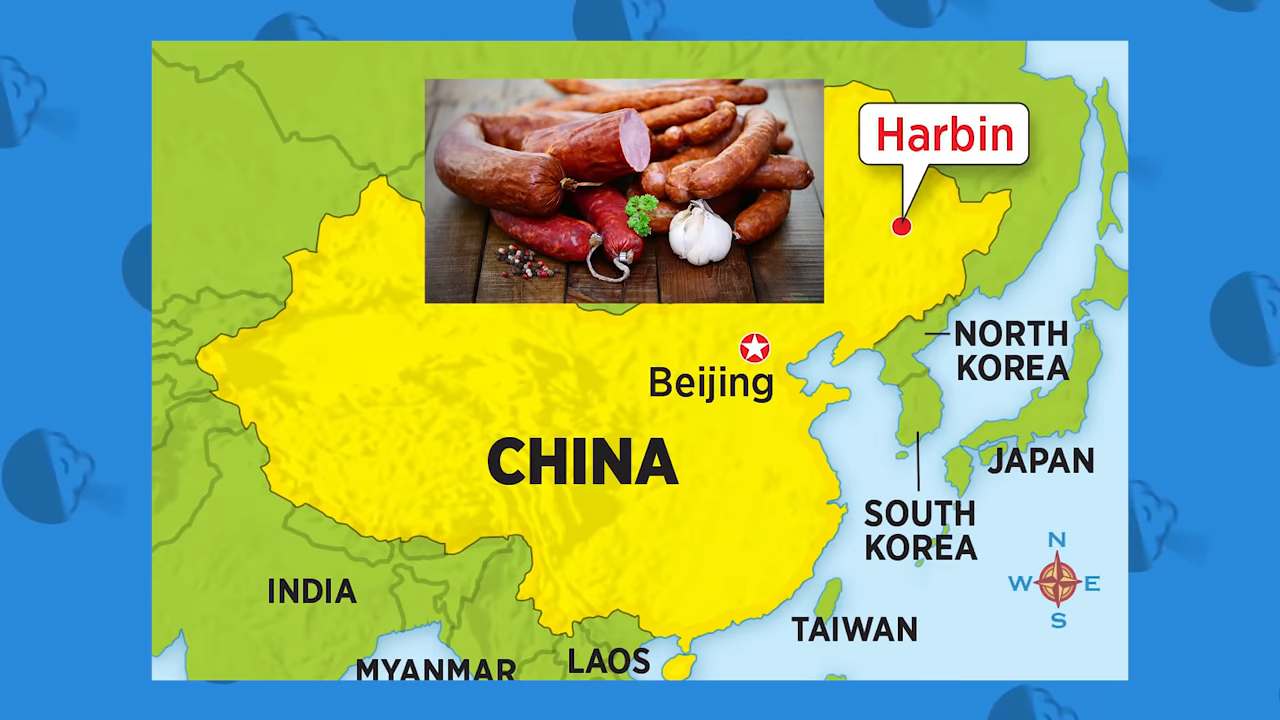 Harbin
Beijing
CHINA
NORTH
KOREA
JAPAN
SOUTH
KOREA
N
W E
S
INDIA
TAIWAN
MYANMAR
LAOS